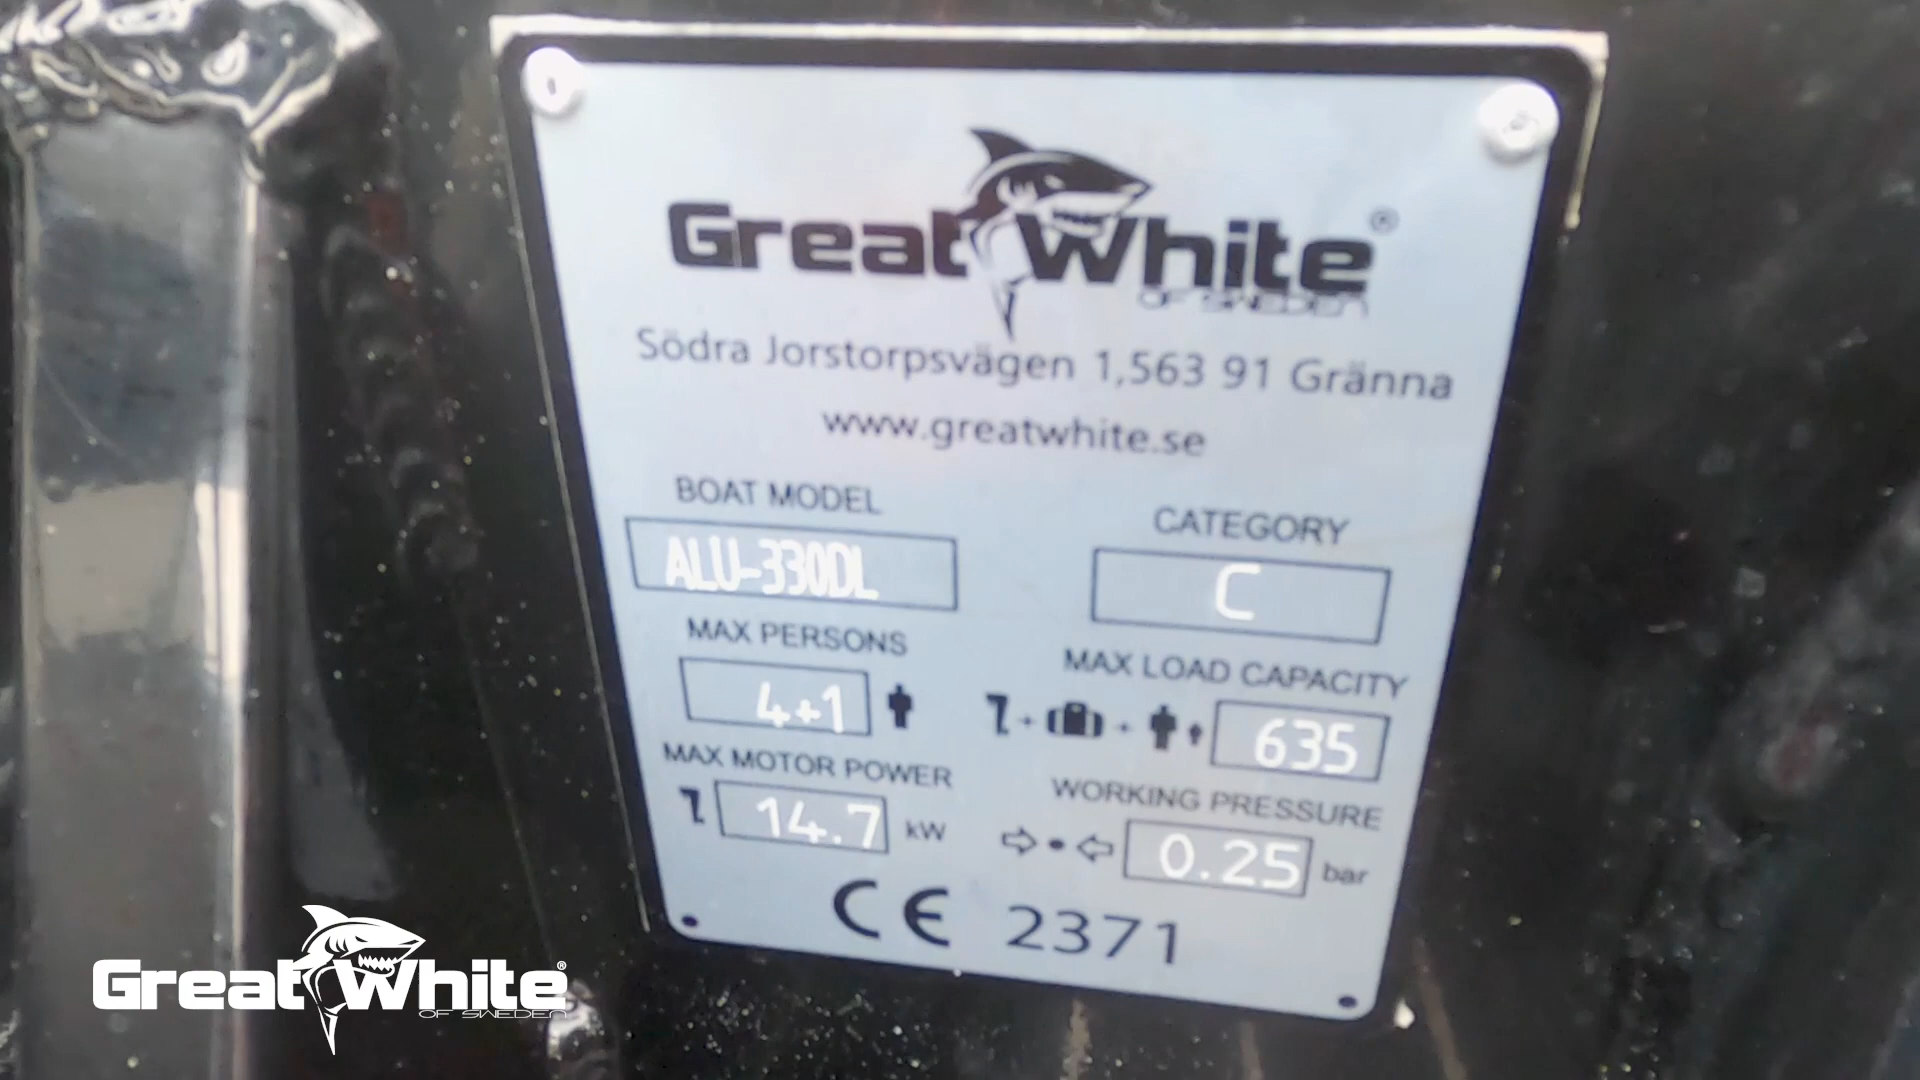 Great White®
OF SWEDEN
Södra Jorstorpsvägen 1,563 91 Gränna
www.greatwhite.se
BOAT MODEL
ALU-330DL
CATEGORY
C
MAX PERSONS
4+1
MAX LOAD CAPACITY
+ + 635
MAX MOTOR POWER
14.7 kW
WORKING PRESSURE
0.25 bar
CE 2371
Great White®
OF SWEDEN